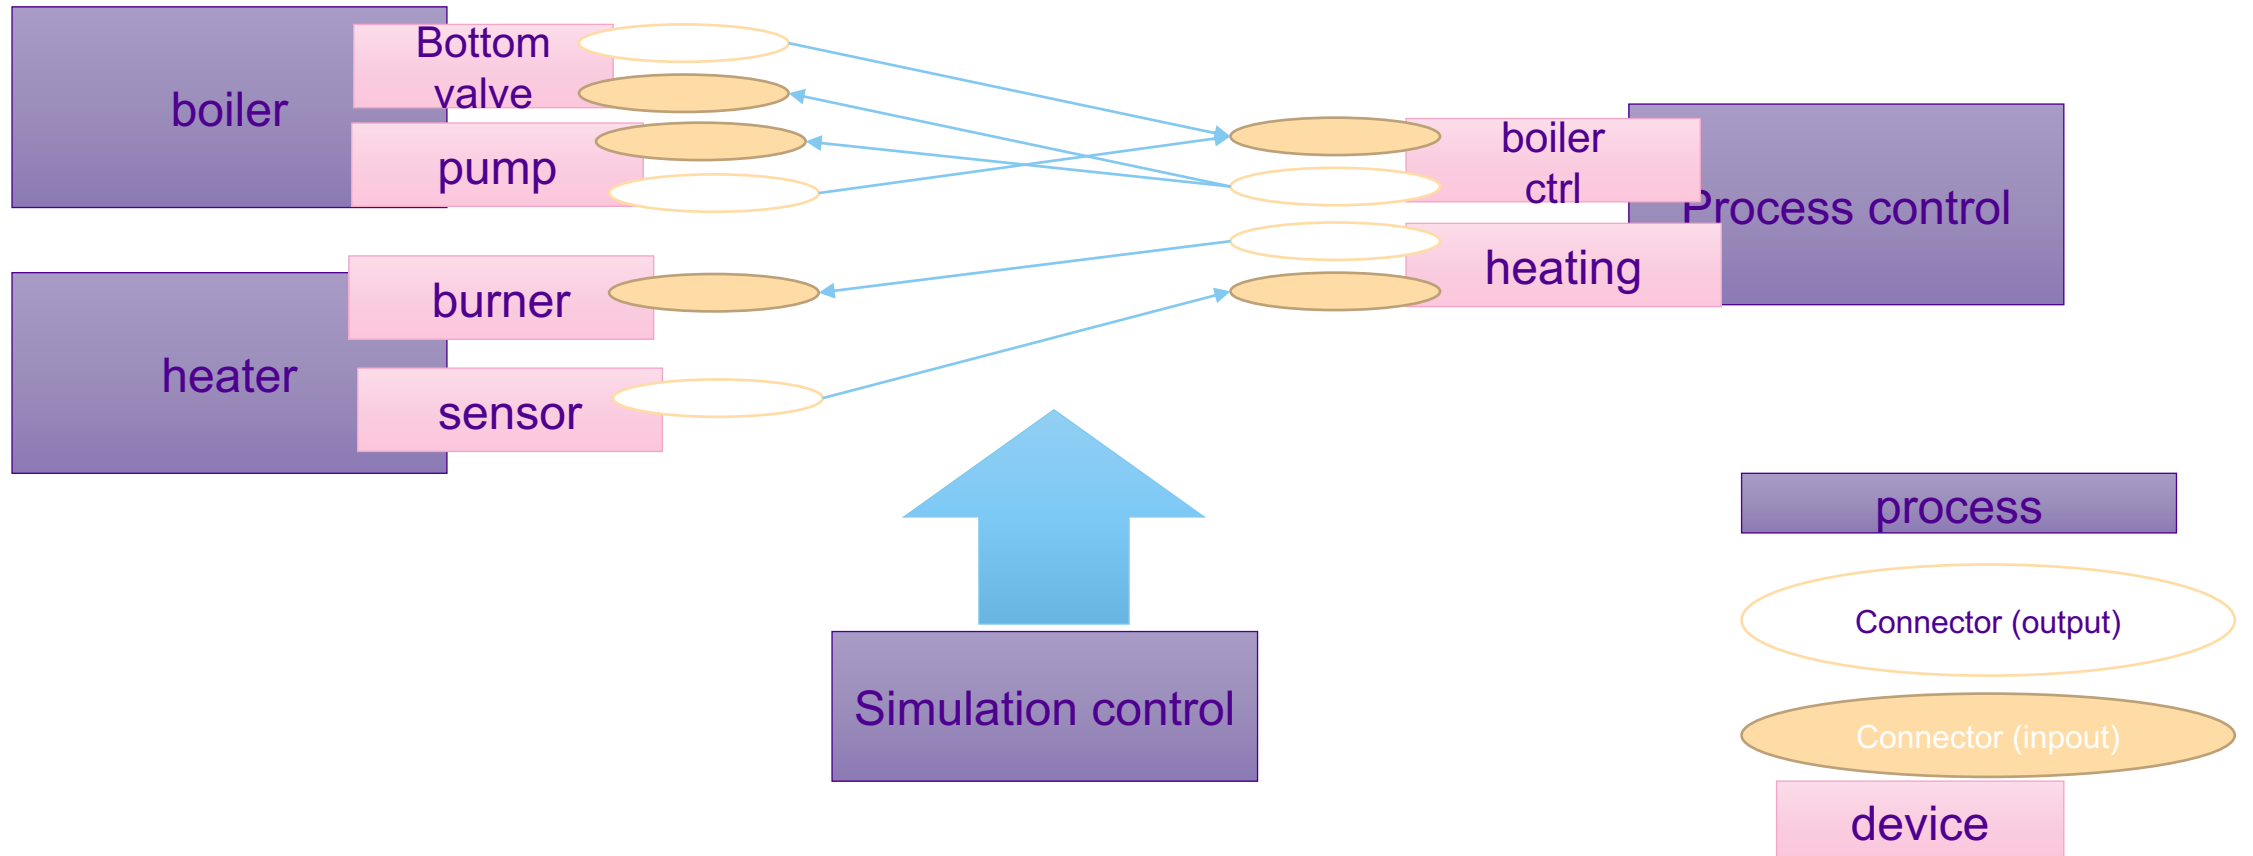 boiler
Bottom
valve
pump
heater
burner
sensor
boiler
ctrl
heating
Process control
Simulation control
process
Connector (output)
Connector (inpout)
device